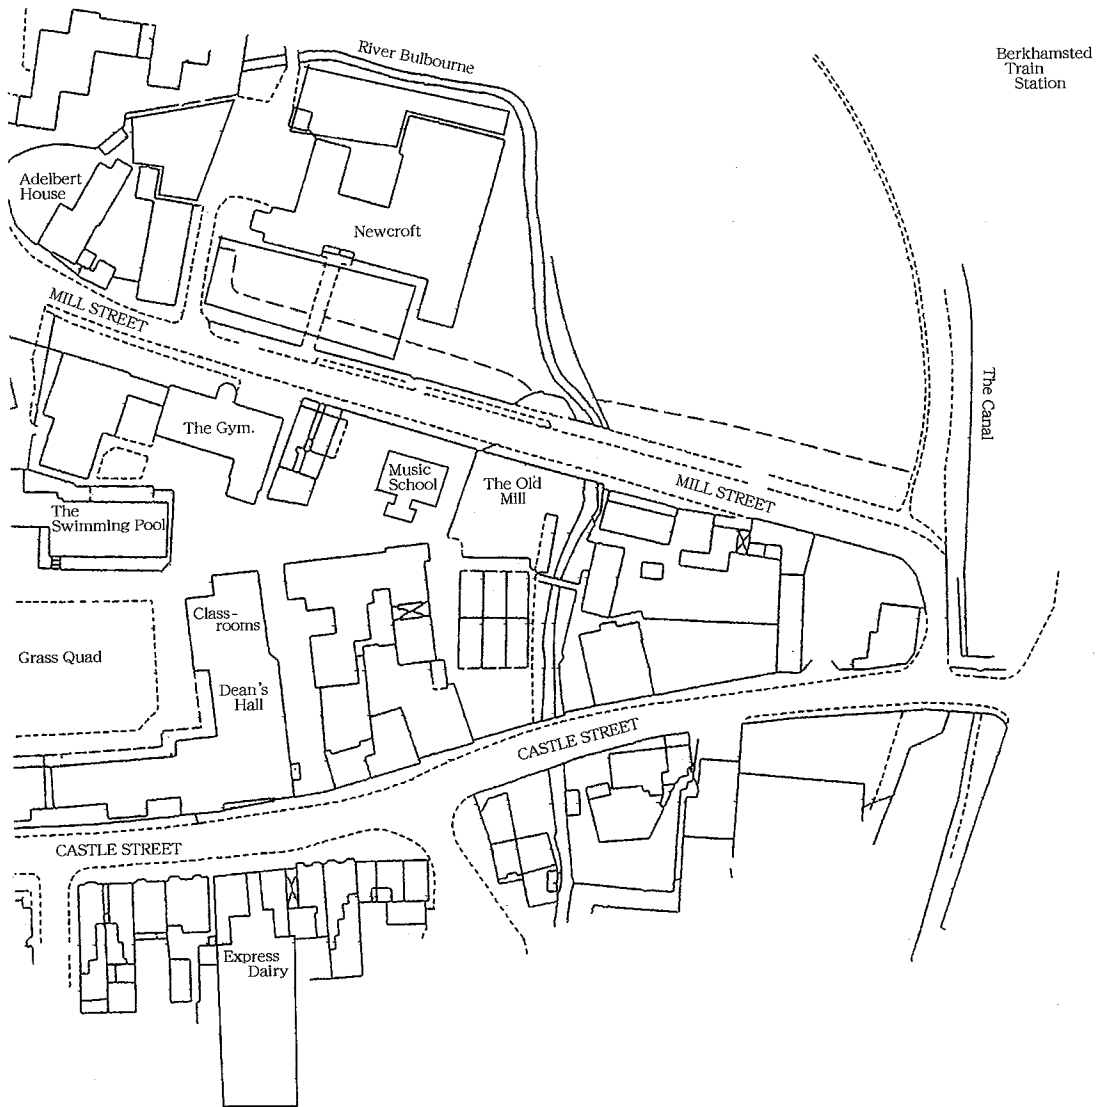 River Bulbourne
Berkhamsted
Train
Station
Adelbert
House
Newcroft
MILL STREET
The Canal
The Gym.
Music
School
The Old
Mill
MILL STREET
The
Swimming Pool
Class-
rooms
Grass Quad
Dean's
Hall
CASTLE STREET
CASTLE STREET
Express
Dairy